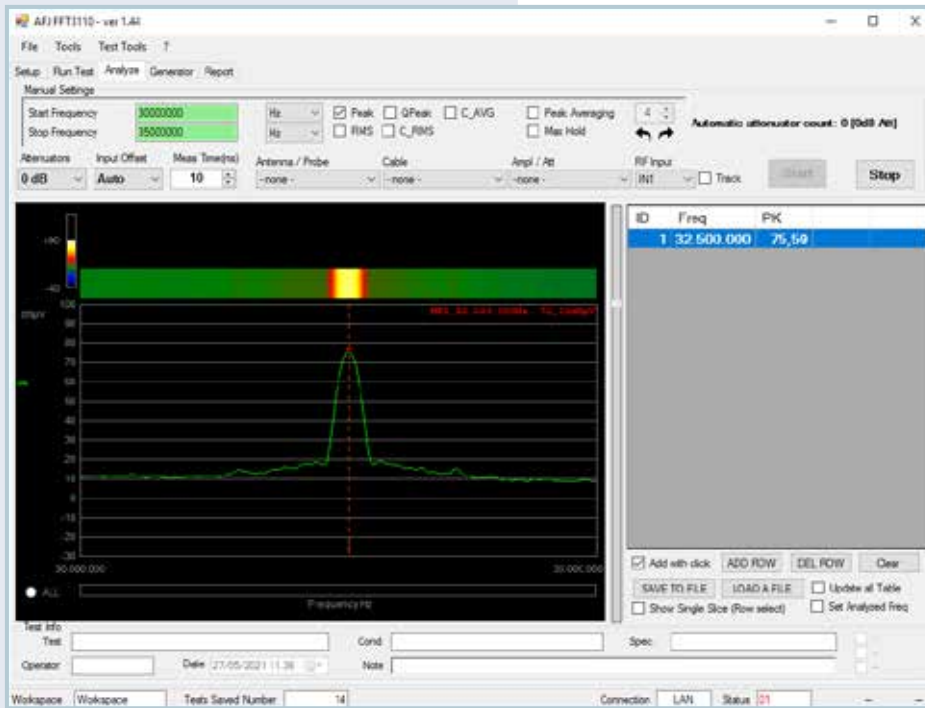 AFJ FFT3110 - ver 1.44
File Tools Test Tools ?
Setup Run Test Analyze Generator Report
Manual Settings
Start Frequency 30000000 Hz Peak QPeak C_AVG Peak Averaging 4 Automatic attenuator count: 0 [0dB Att]
Stop Frequency 35000000 Hz RMS C_RMS Max Hold
Attenuators Input Offset Meas Time(ms) Antenna / Probe Cable Ampl / Att RF Input
0 dB Auto 10 --none - --none - -none - IN1 Track Start Stop
ID Freq PK
1 32.500.000 75,59
-40
100
dBµV
90
80
70
60
50
40
30
20
10
0
-10
-20
-30
30.000.000 35.000.000
ALL
Frequency Hz
Add with click ADD ROW DEL ROW Clear
SAVE TO FILE LOAD A FILE Update all Table
Show Single Slice (Row select) Set Analyzed Freq
Test Info
Test Cond Spec
Operator Date 27/05/2021 11.36 Note
Workspace Workspace Tests Saved Number 14 Connection LAN Status 01 -- --